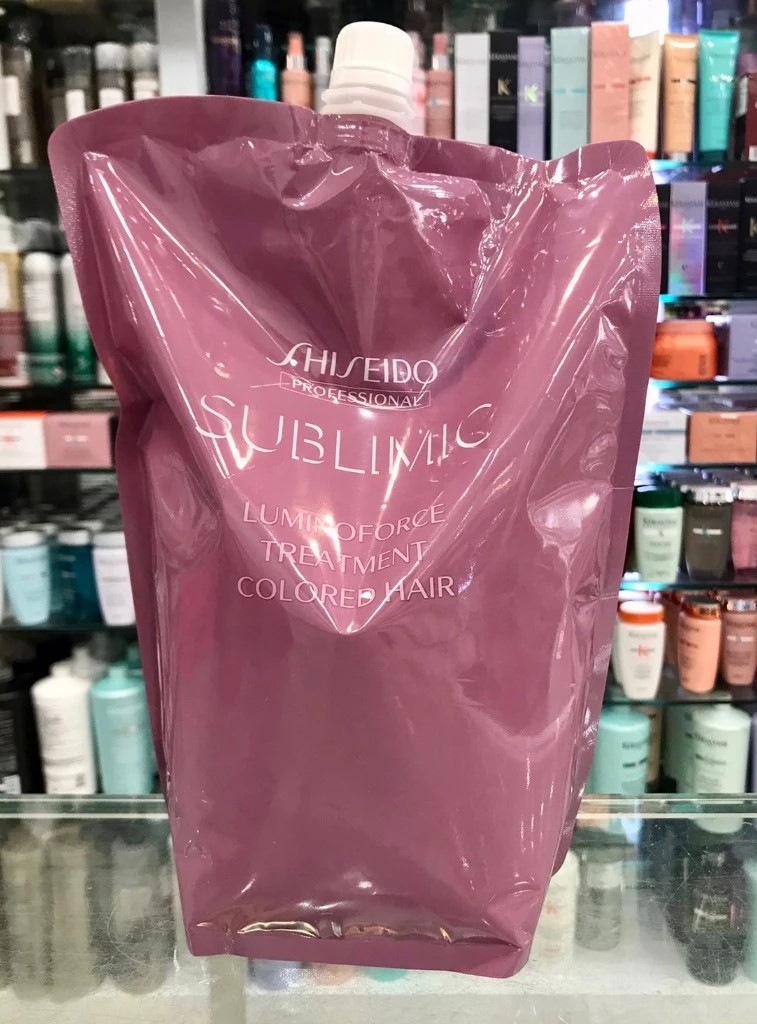 SHISEIDO
PROFESSIONAL
SUBLIMIC
LUMINOFORCE
TREATMENT
COLORED HAIR